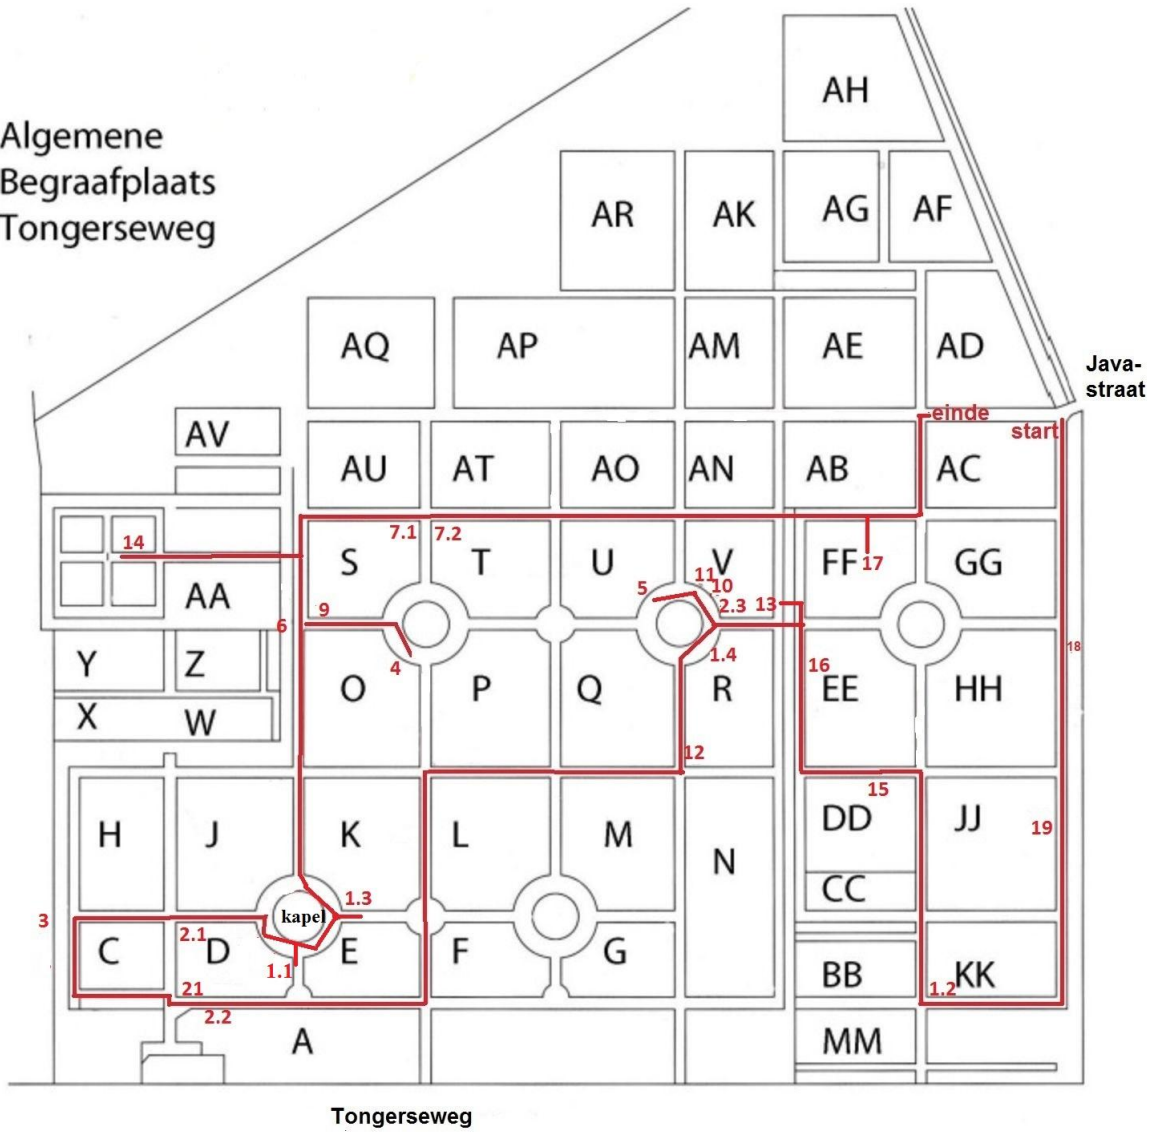 AH
Algemene
Begraafplaats
Tongerseweg
AR AK AG AF
AQ AP AM AE AD
Java-
straat
einde
start
AV
AU AT AO AN AB AC
7.1 7.2
14
S T U V FF 17 GG
11
5 10
AA
9 2.3 13
6
4 1.4 16 18
Y Z O P Q R EE HH
X W
12
15
H J K L M N DD JJ 19
CC
1.3
3 kapel
2.1
C D E F G
1.1
BB KK
21 1.2
2.2
A MM
Tongerseweg